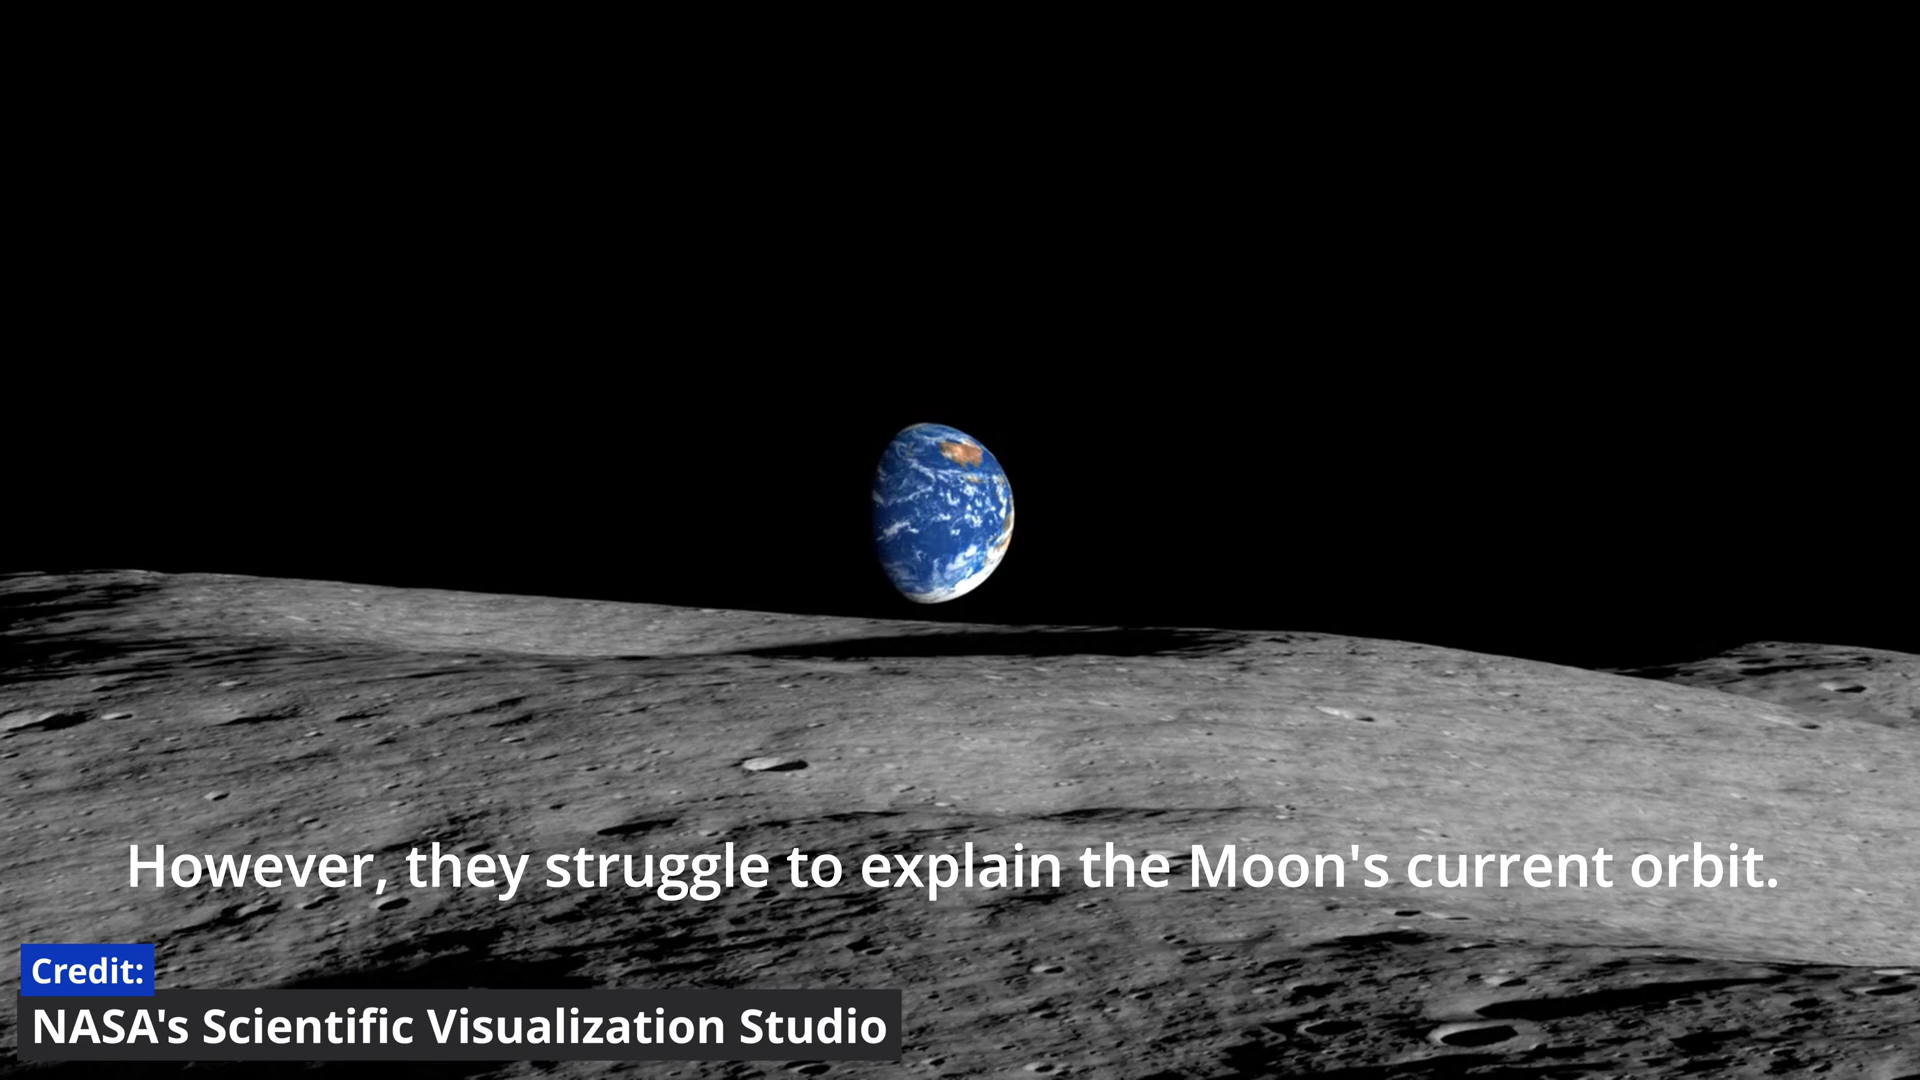 However, they struggle to explain the Moon's current orbit.
Credit:
NASA's Scientific Visualization Studio